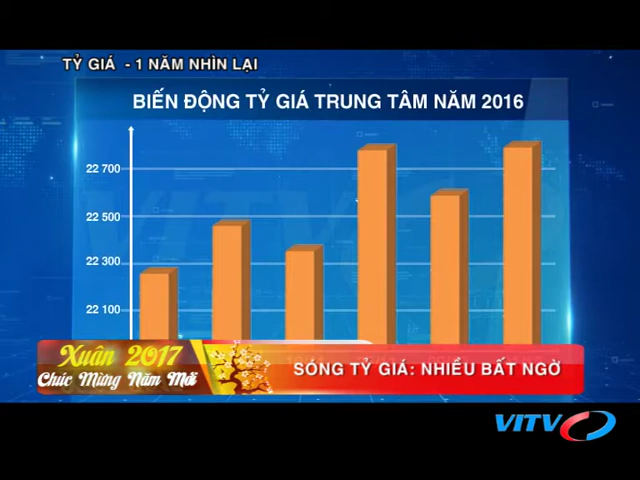 TỶ GIÁ - 1 NĂM NHÌN LẠI
BIẾN ĐỘNG TỶ GIÁ TRUNG TÂM NĂM 2016
22 700
22 500
22 300
22 100
Xuân 2017
Chúc Mừng Năm Mới
SÓNG TỶ GIÁ: NHIỀU BẤT NGỜ
VITV